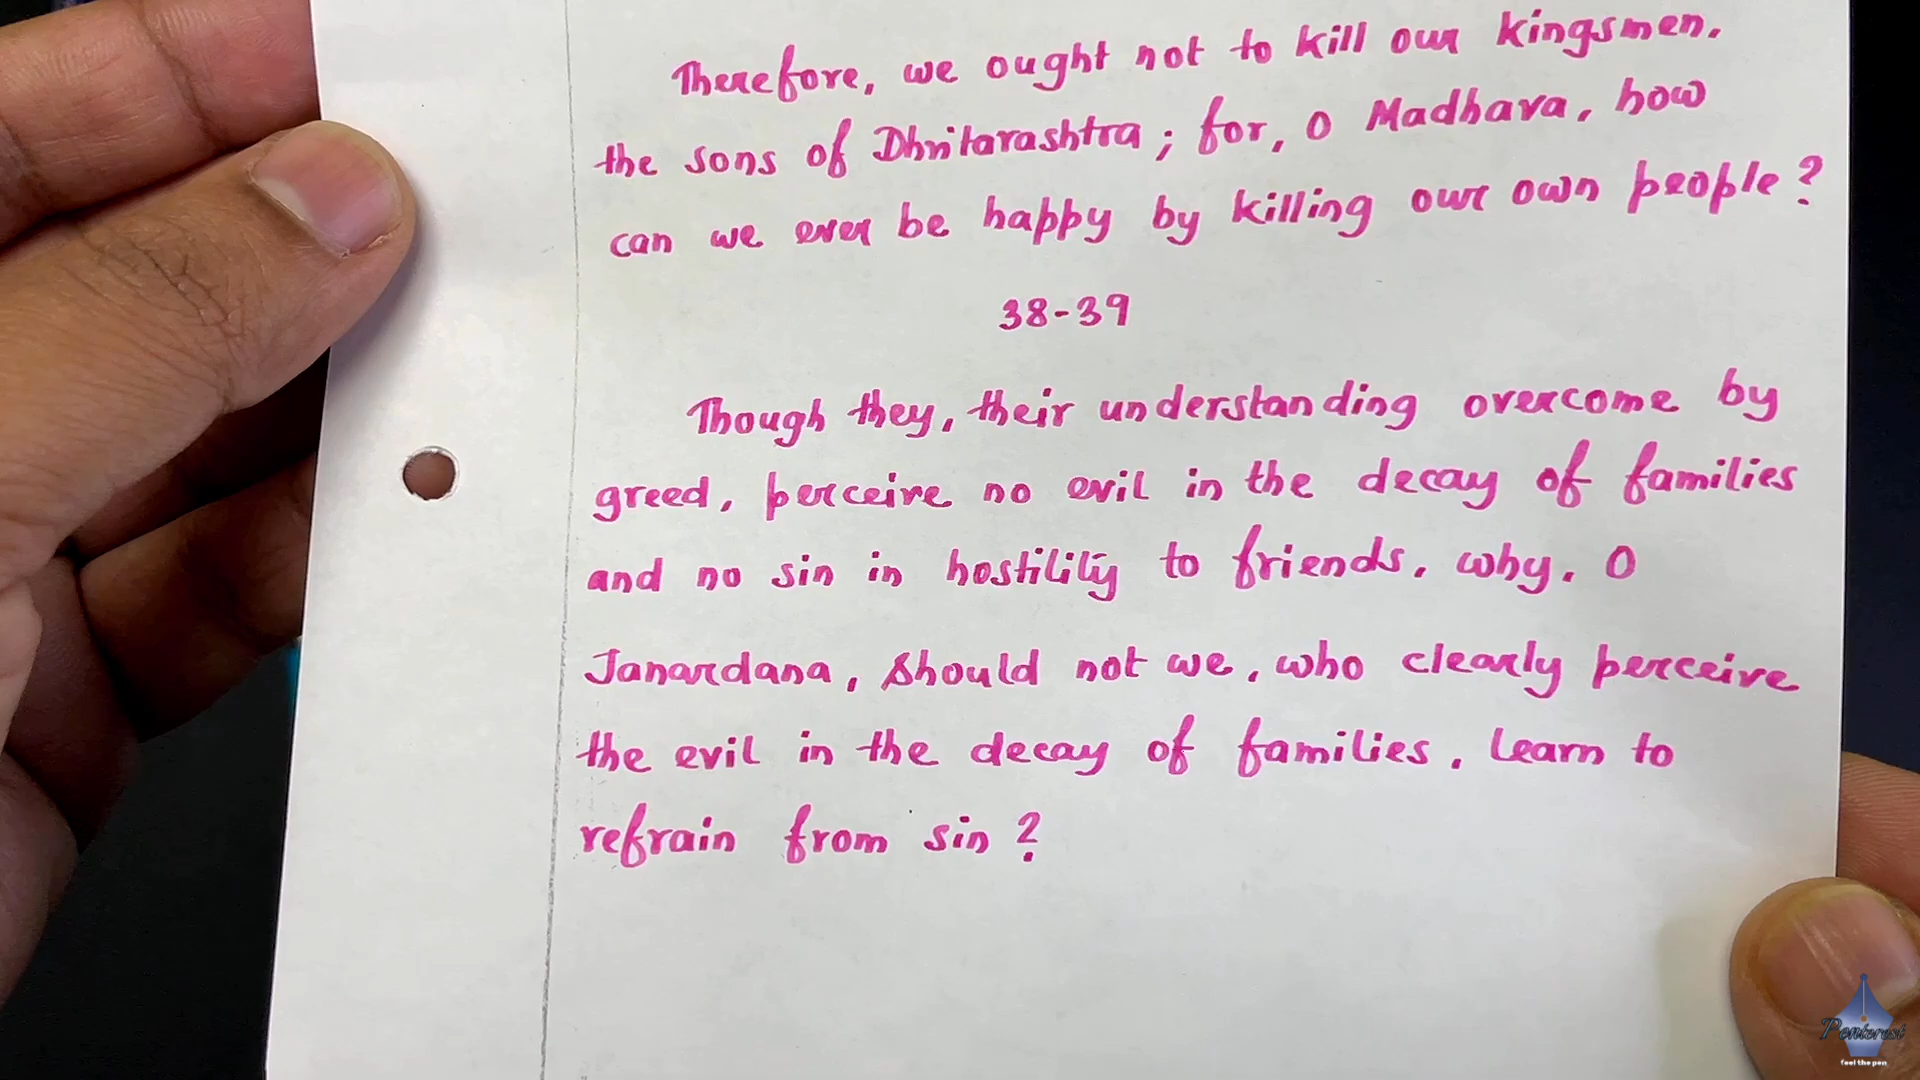 Therefore, we ought not to kill our kingsmen.
the sons of Dhritarashtra ; for, O Madhava, how
can we ever be happy by killing our own people ?
38-39
Though they, their understanding overcome by
greed, perceive no evil in the decay of families
and no sin in hostility to friends. why. O
Janardana, should not we, who clearly perceive
the evil in the decay of families. Learn to
refrain from sin ?
Penterest
feel the pen